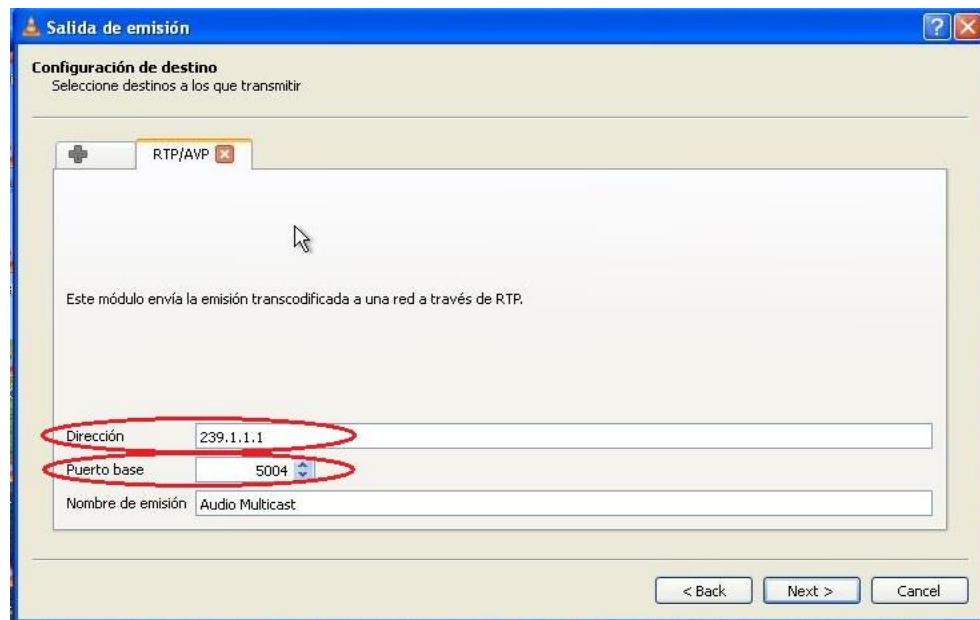 Salida de emisión
Configuración de destino
Seleccione destinos a los que transmitir
RTP/AVP
Este módulo envía la emisión transcodificada a una red a través de RTP.
Dirección 239.1.1.1
Puerto base 5004
Nombre de emisión Audio Multicast
< Back Next > Cancel